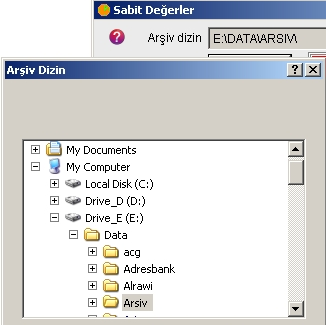 Sabit Değerler
Arşiv dizin E:\DATA\ARSIV\
Arşiv Dizin
My Documents
My Computer
Local Disk (C:)
Drive_D (D:)
Drive_E (E:)
Data
acg
Adresbank
Alrawi
Arsiv